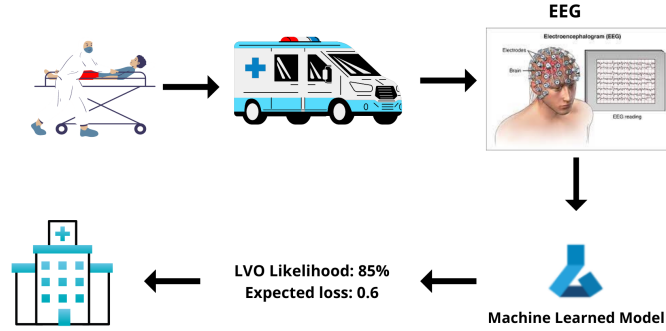 EEG
Electroencephalogram (EEG)
Electrodes
Brain
EEG reading
LVO Likelihood: 85%
Expected loss: 0.6
Machine Learned Model